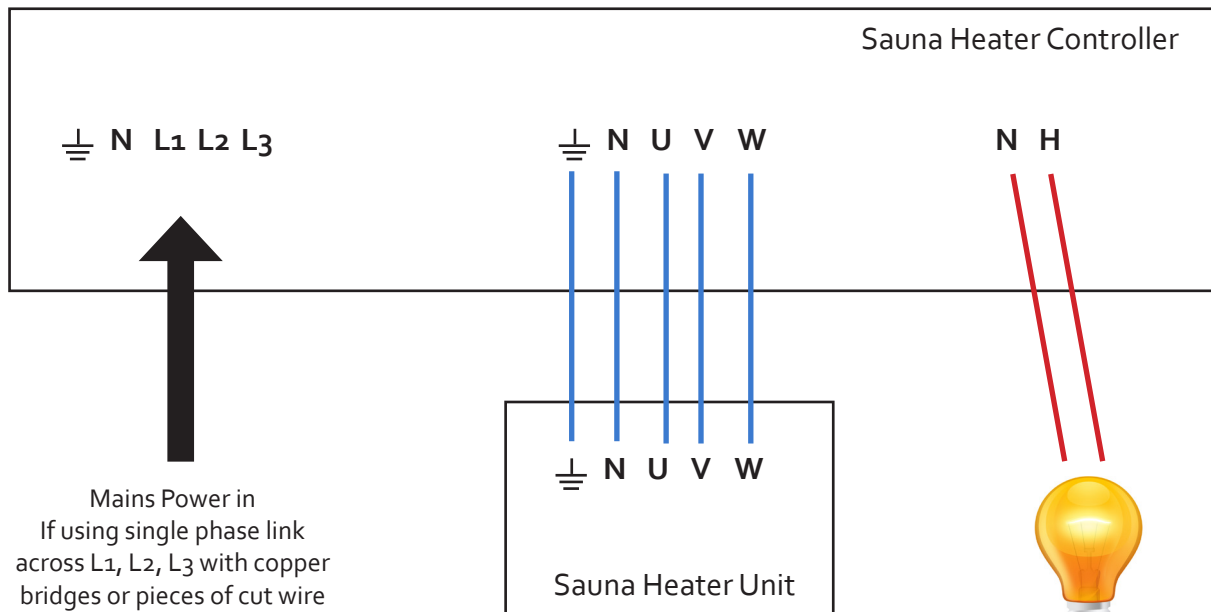 Sauna Heater Controller
N L1 L2 L3
N U V W
N H
N U V W
Mains Power in
If using single phase link
across L1, L2, L3 with copper
bridges or pieces of cut wire
Sauna Heater Unit